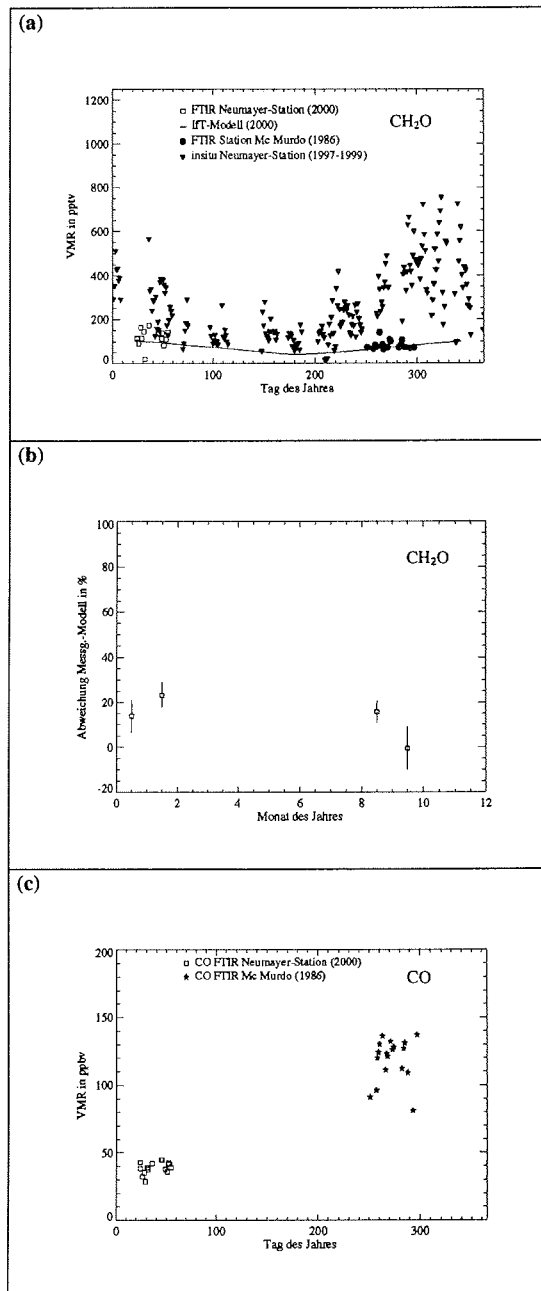 (a)
1200
1000
800
600
400
200
0
VMR in pptv
FTIR Neumayer-Station (2000)
IfT-Modell (2000)
FTIR Station Mc Murdo (1986)
insitu Neumayer-Station (1997-1999)
CH₂O
0 100 200 300
Tag des Jahres
(b)
100
80
60
40
20
0
-20
Abweichung Messg.-Modell in %
CH₂O
0 2 4 6 8 10 12
Monat des Jahres
(c)
200
150
100
50
0
VMR in ppbv
CO FTIR Neumayer-Station (2000)
CO FTIR Mc Murdo (1986)
CO
0 100 200 300
Tag des Jahres